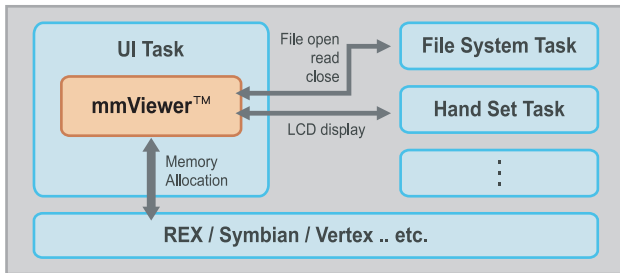 UI Task
mmViewer™
File open
read
close
LCD display
Memory
Allocation
File System Task
Hand Set Task
⋮
REX / Symbian / Vertex .. etc.